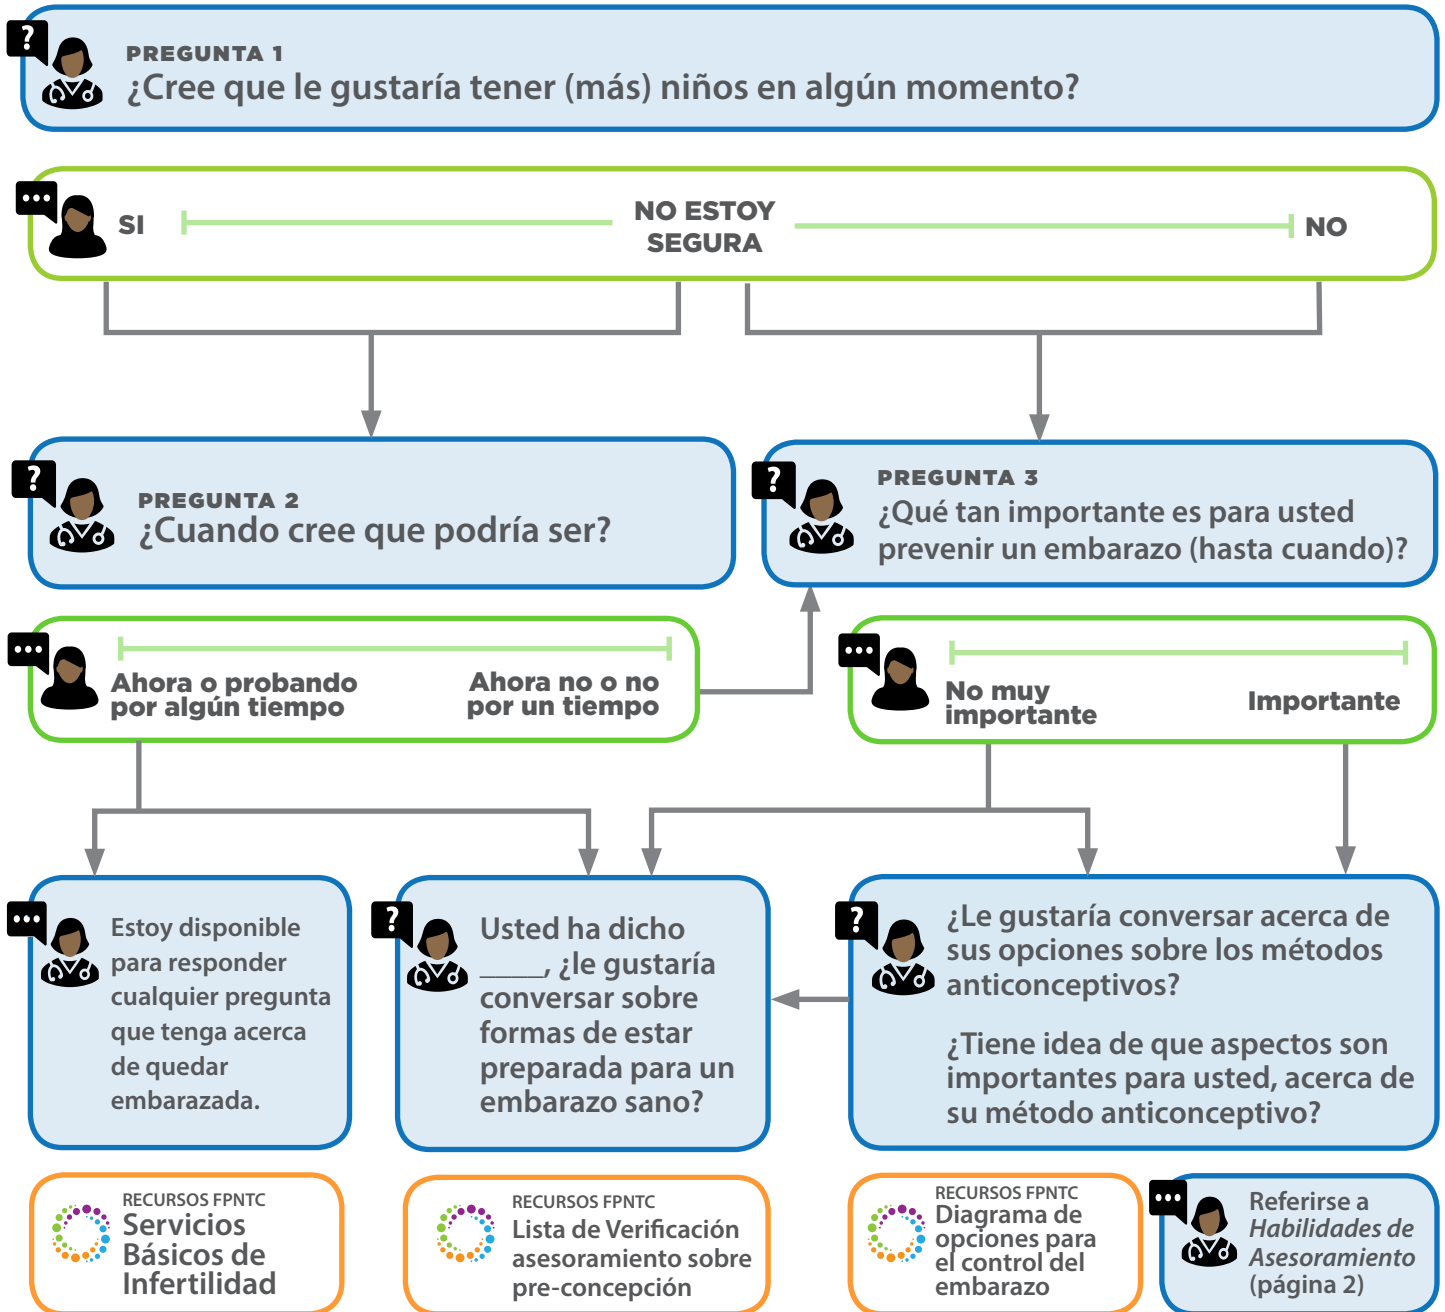 ?
PREGUNTA 1
¿Cree que le gustaría tener (más) niños en algún momento?
SI
NO ESTOY
SEGURA
NO
?
PREGUNTA 2
¿Cuando cree que podría ser?
?
PREGUNTA 3
¿Qué tan importante es para usted
prevenir un embarazo (hasta cuando)?
Ahora o probando
por algún tiempo
Ahora no o no
por un tiempo
No muy
importante
Importante
Estoy disponible
para responder
cualquier pregunta
que tenga acerca
de quedar
embarazada.
?
Usted ha dicho
_____, ¿le gustaría
conversar sobre
formas de estar
preparada para un
embarazo sano?
?
¿Le gustaría conversar acerca de
sus opciones sobre los métodos
anticonceptivos?
¿Tiene idea de que aspectos son
importantes para usted, acerca de
su método anticonceptivo?
RECURSOS FPNTC
Servicios
Básicos de
Infertilidad
RECURSOS FPNTC
Lista de Verificación
asesoramiento sobre
pre-concepción
RECURSOS FPNTC
Diagrama de
opciones para
el control del
embarazo
Referirse a
Habilidades de
Asesoramiento
(página 2)